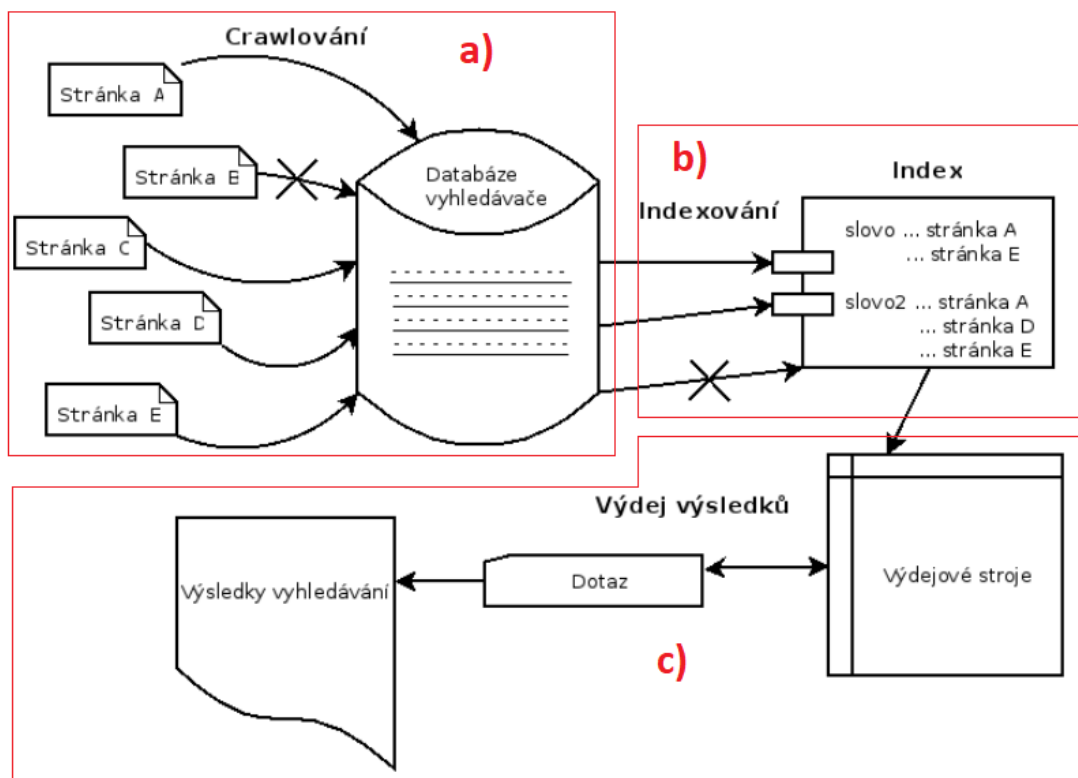 Crawlování
a)
Stránka A
Stránka B
Stránka C
Stránka D
Stránka E
Databáze
vyhledávače
b)
Indexování
Index
slovo ... stránka A
... stránka E
slovo2 ... stránka A
... stránka D
... stránka E
Výdej výsledků
Výsledky vyhledávání
Dotaz
Výdejové stroje
c)